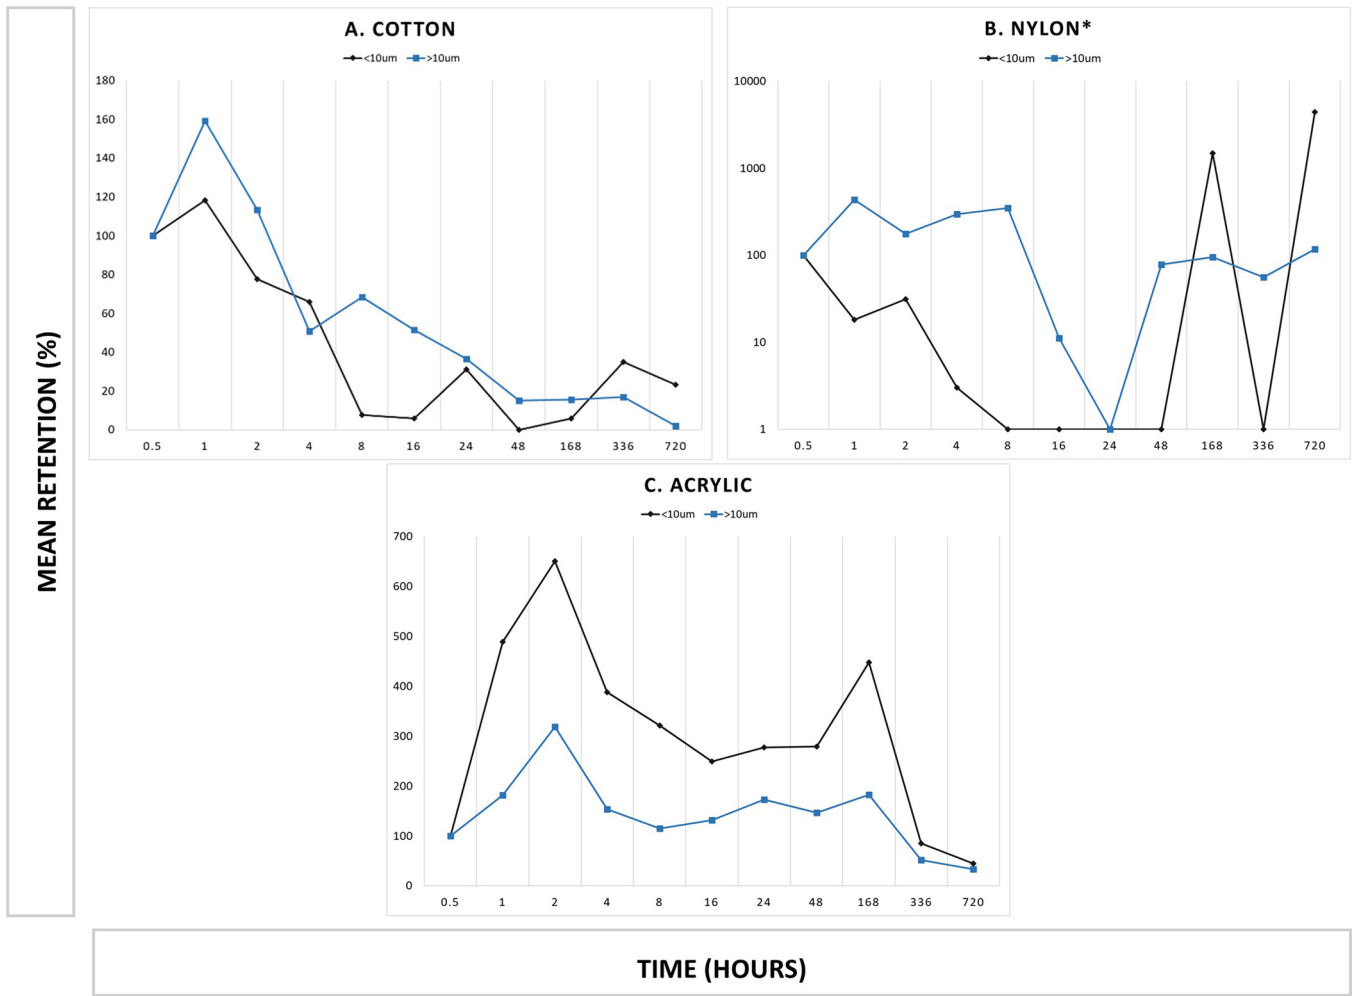 MEAN RETENTION (%)
A. COTTON
<10um >10um
180
160
140
120
100
80
60
40
20
0
0.5 1 2 4 8 16 24 48 168 336 720
B. NYLON*
<10um >10um
10000
1000
100
10
1
0.5 1 2 4 8 16 24 48 168 336 720
C. ACRYLIC
<10um >10um
700
600
500
400
300
200
100
0
0.5 1 2 4 8 16 24 48 168 336 720
TIME (HOURS)